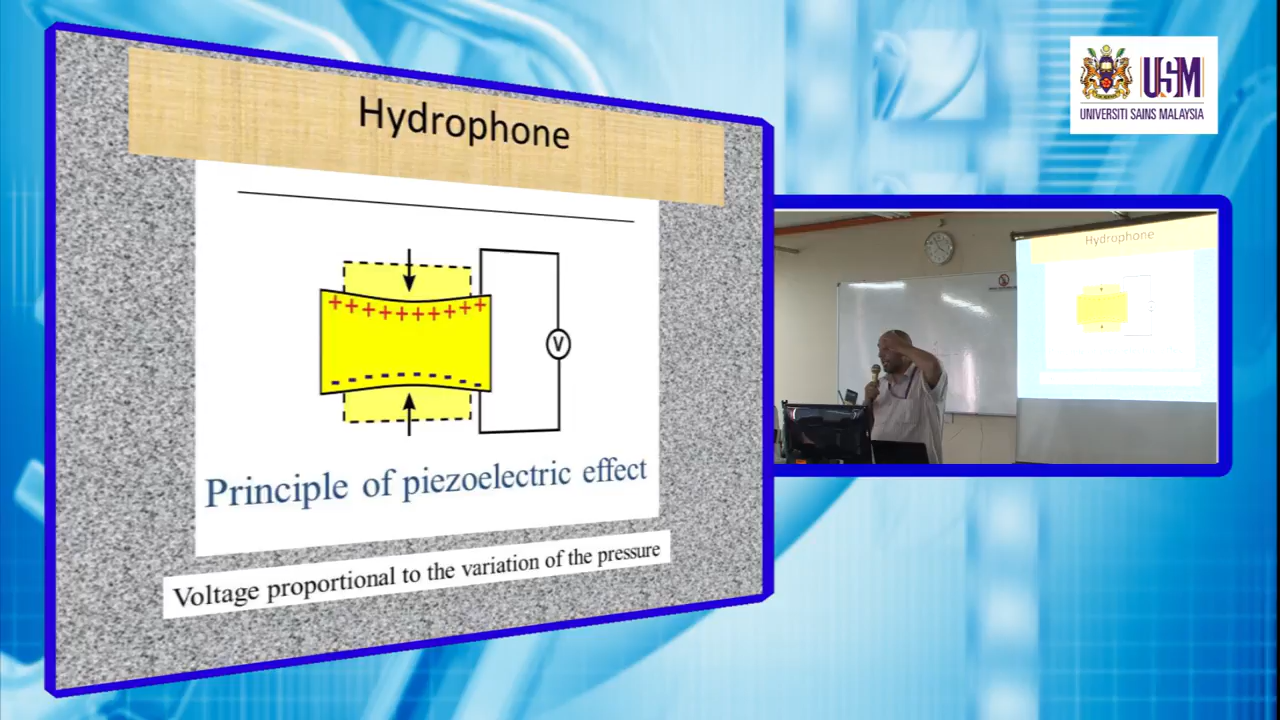 Hydrophone
+ + + + + + + + +
- - - - - - - - -
V
Principle of piezoelectric effect
Voltage proportional to the variation of the pressure
USM
UNIVERSITI SAINS MALAYSIA
Hydrophone